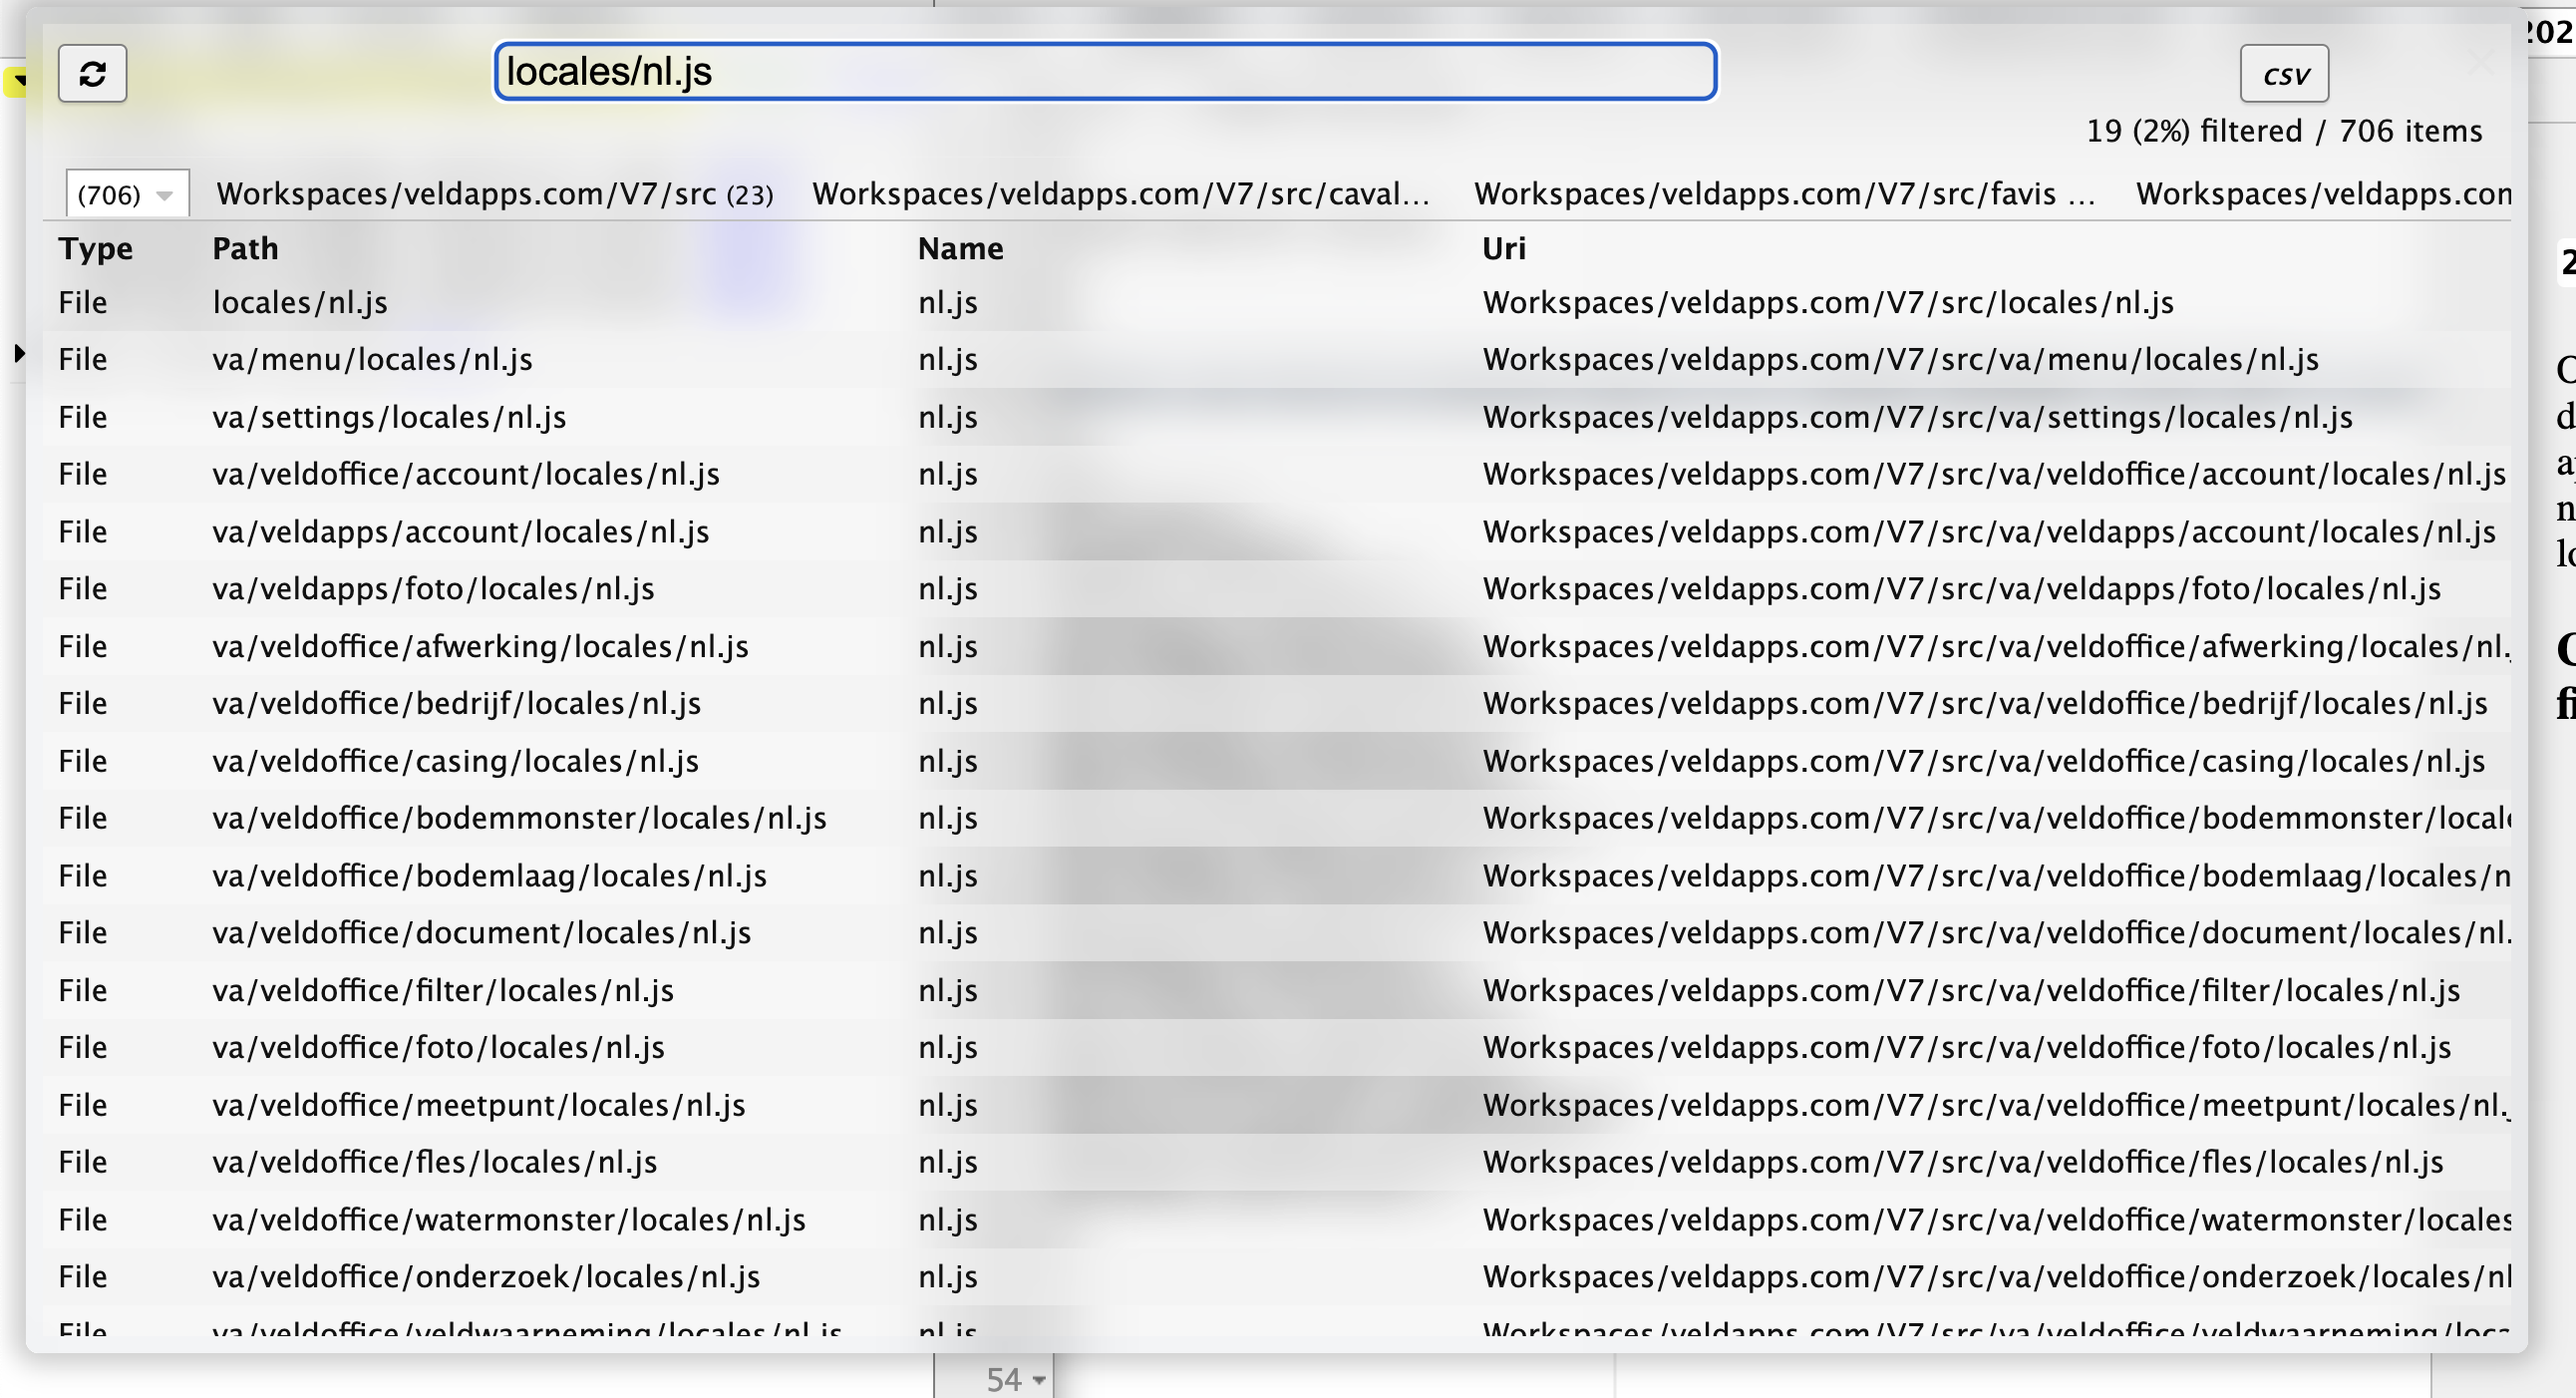 locales/nl.js
CSV
19 (2%) filtered / 706 items
(706) Workspaces/veldapps.com/V7/src (23) Workspaces/veldapps.com/V7/src/caval... Workspaces/veldapps.com/V7/src/favis ... Workspaces/veldapps.com
Type Path Name Uri
File locales/nl.js nl.js Workspaces/veldapps.com/V7/src/locales/nl.js
File va/menu/locales/nl.js nl.js Workspaces/veldapps.com/V7/src/va/menu/locales/nl.js
File va/settings/locales/nl.js nl.js Workspaces/veldapps.com/V7/src/va/settings/locales/nl.js
File va/veldoffice/account/locales/nl.js nl.js Workspaces/veldapps.com/V7/src/va/veldoffice/account/locales/nl.js
File va/veldapps/account/locales/nl.js nl.js Workspaces/veldapps.com/V7/src/va/veldapps/account/locales/nl.js
File va/veldapps/foto/locales/nl.js nl.js Workspaces/veldapps.com/V7/src/va/veldapps/foto/locales/nl.js
File va/veldoffice/afwerking/locales/nl.js nl.js Workspaces/veldapps.com/V7/src/va/veldoffice/afwerking/locales/nl.
File va/veldoffice/bedrijf/locales/nl.js nl.js Workspaces/veldapps.com/V7/src/va/veldoffice/bedrijf/locales/nl.js
File va/veldoffice/casing/locales/nl.js nl.js Workspaces/veldapps.com/V7/src/va/veldoffice/casing/locales/nl.js
File va/veldoffice/bodemmonster/locales/nl.js nl.js Workspaces/veldapps.com/V7/src/va/veldoffice/bodemmonster/locale
File va/veldoffice/bodemlaag/locales/nl.js nl.js Workspaces/veldapps.com/V7/src/va/veldoffice/bodemlaag/locales/n
File va/veldoffice/document/locales/nl.js nl.js Workspaces/veldapps.com/V7/src/va/veldoffice/document/locales/nl.
File va/veldoffice/filter/locales/nl.js nl.js Workspaces/veldapps.com/V7/src/va/veldoffice/filter/locales/nl.js
File va/veldoffice/foto/locales/nl.js nl.js Workspaces/veldapps.com/V7/src/va/veldoffice/foto/locales/nl.js
File va/veldoffice/meetpunt/locales/nl.js nl.js Workspaces/veldapps.com/V7/src/va/veldoffice/meetpunt/locales/nl.
File va/veldoffice/fles/locales/nl.js nl.js Workspaces/veldapps.com/V7/src/va/veldoffice/fles/locales/nl.js
File va/veldoffice/watermonster/locales/nl.js nl.js Workspaces/veldapps.com/V7/src/va/veldoffice/watermonster/locales
File va/veldoffice/onderzoek/locales/nl.js nl.js Workspaces/veldapps.com/V7/src/va/veldoffice/onderzoek/locales/nl
File va/veldoffice/veldwaarneming/locales/nl.js nl.js Workspaces/veldapps.com/V7/src/va/veldoffice/veldwaarneming/loca
54